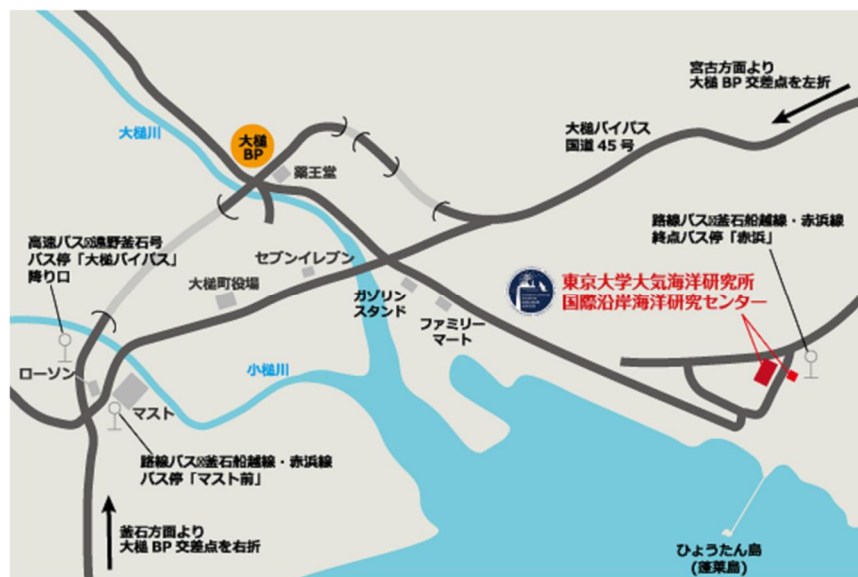 宮古方面より
大槌 BP 交差点を左折
大槌川
大槌
BP
大槌バイパス
国道 45 号
薬王堂
路線バス☒釜石船越線・赤浜線
終点バス停「赤浜」
高速バス☒遠野釜石号
バス停「大槌バイパス」
降り口
セブンイレブン
大槌町役場
東京大学大気海洋研究所
国際沿岸海洋研究センター
ガソリン
スタンド
ファミリー
マート
小槌川
ローソン
マスト
路線バス☒釜石船越線・赤浜線
バス停「マスト前」
釜石方面より
大槌 BP 交差点を右折
ひょうたん島
(蓬莱島)